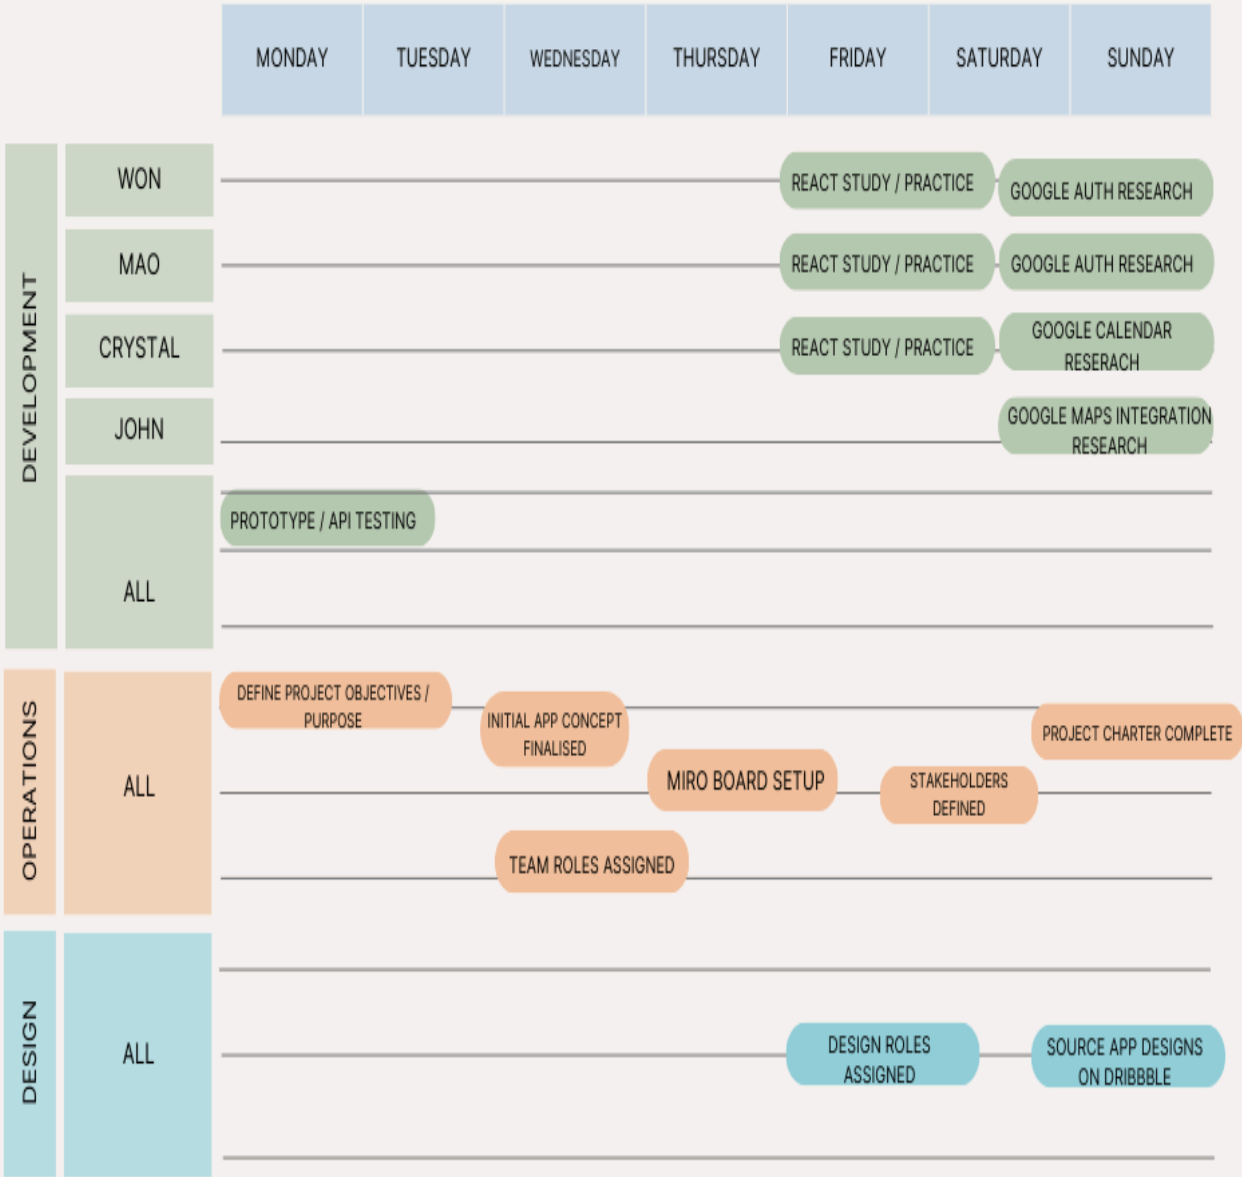 MONDAY TUESDAY WEDNESDAY THURSDAY FRIDAY SATURDAY SUNDAY
DEVELOPMENT
WON
REACT STUDY / PRACTICE
GOOGLE AUTH RESEARCH
MAO
REACT STUDY / PRACTICE
GOOGLE AUTH RESEARCH
CRYSTAL
REACT STUDY / PRACTICE
GOOGLE CALENDAR
RESERACH
JOHN
GOOGLE MAPS INTEGRATION
RESEARCH
ALL
PROTOTYPE / API TESTING
OPERATIONS
ALL
DEFINE PROJECT OBJECTIVES /
PURPOSE
INITIAL APP CONCEPT
FINALISED
PROJECT CHARTER COMPLETE
MIRO BOARD SETUP
STAKEHOLDERS
DEFINED
TEAM ROLES ASSIGNED
DESIGN
ALL
DESIGN ROLES
ASSIGNED
SOURCE APP DESIGNS
ON DRIBBBLE